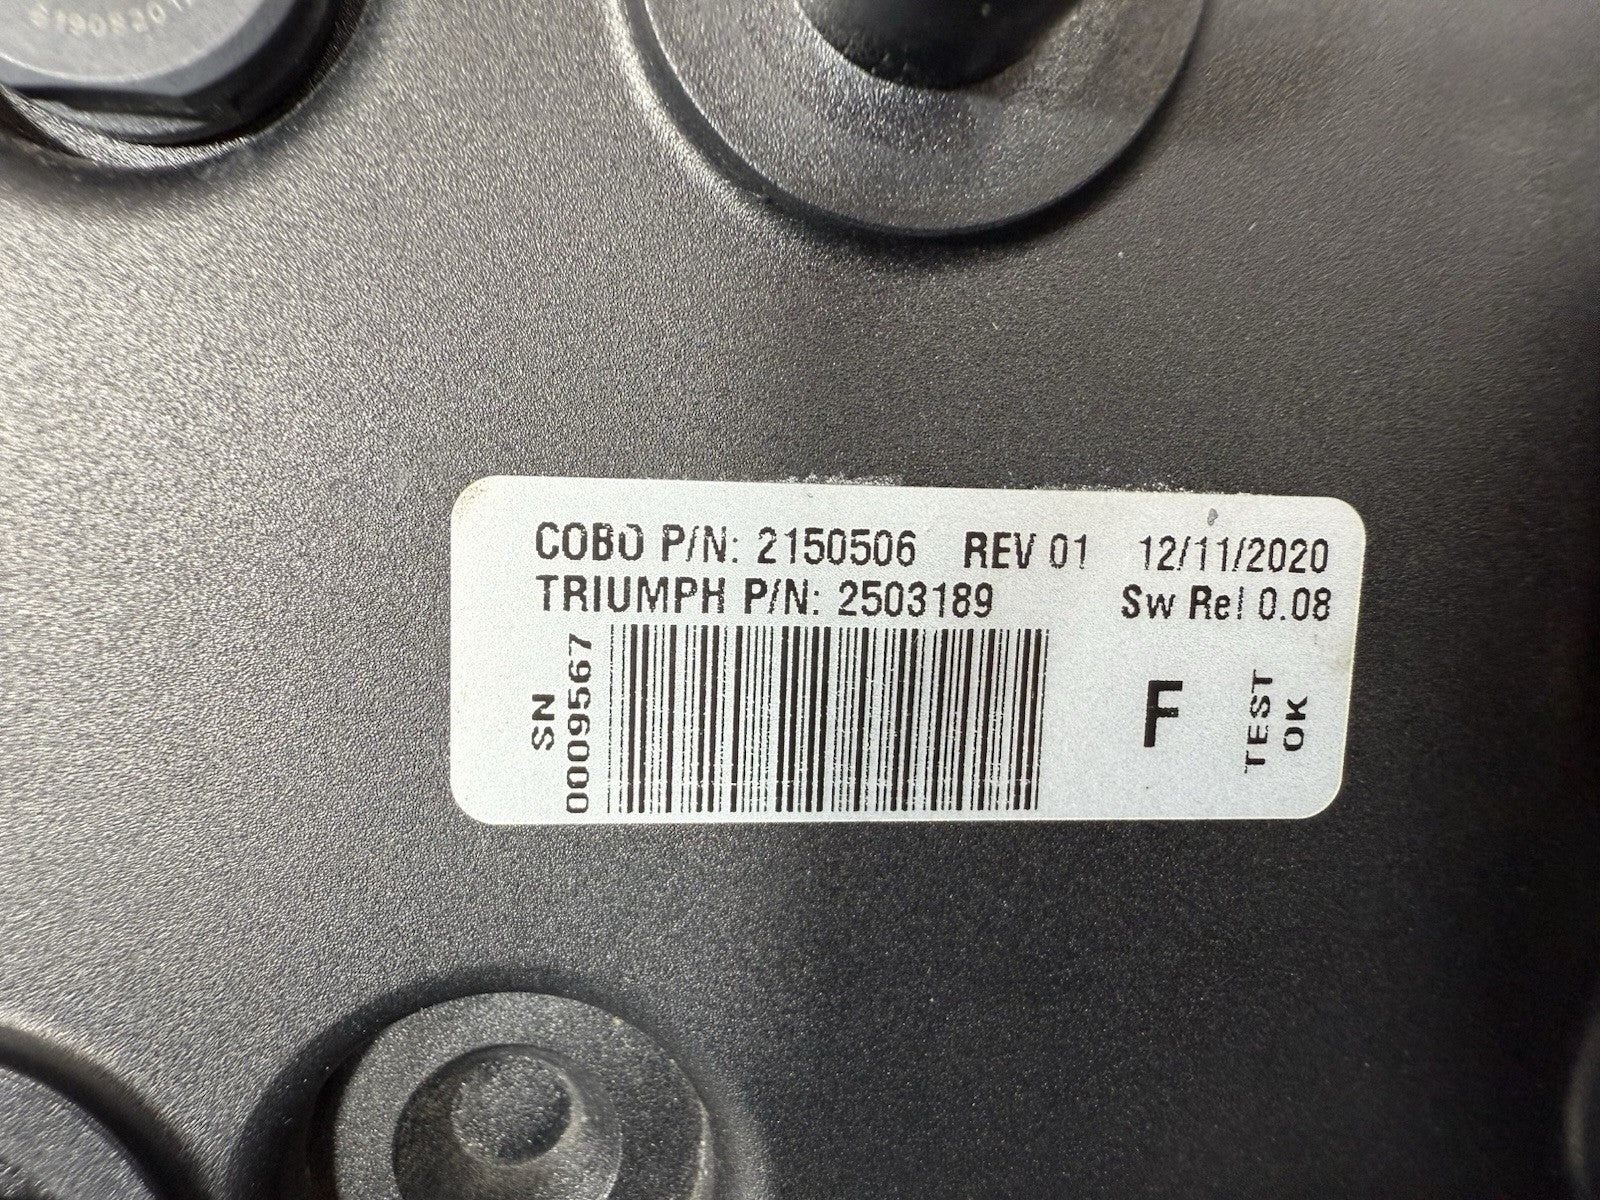 COBO P/N: 2150506 REV 01 12/11/2020
TRIUMPH P/N: 2503189 Sw Rel 0.08
SN
0009567
F
TEST
OK